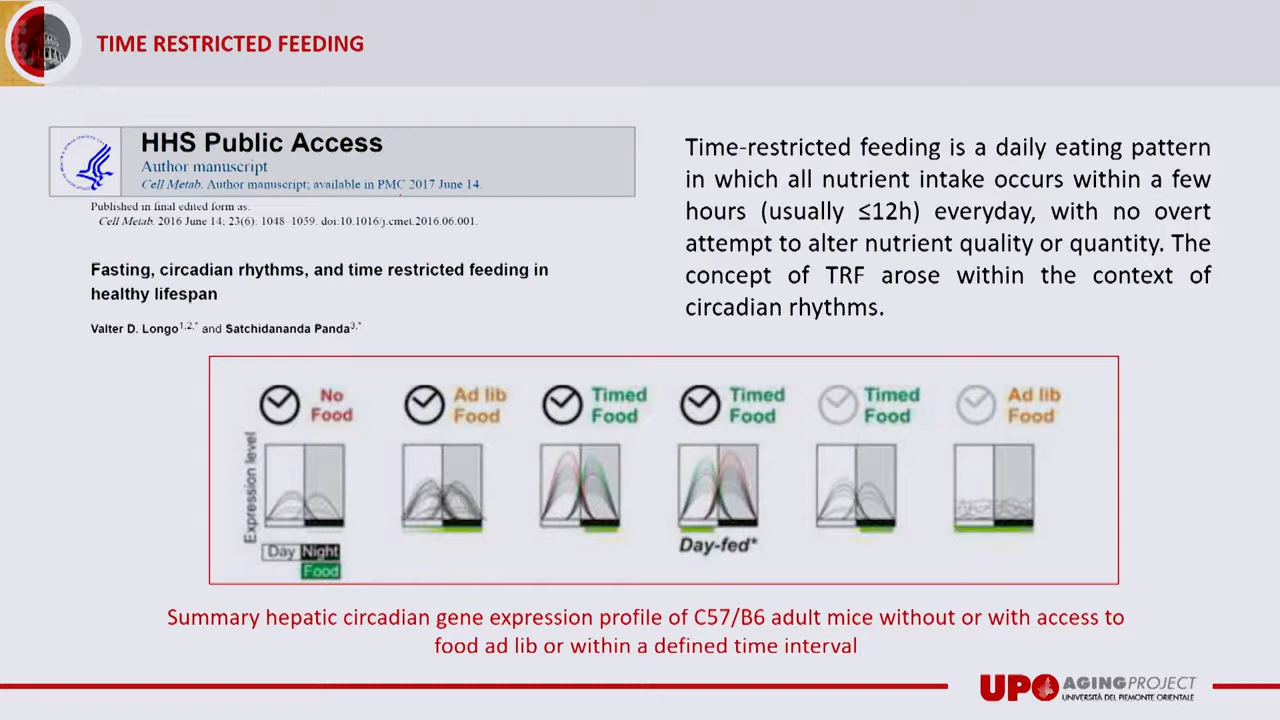 TIME RESTRICTED FEEDING
HHS Public Access
Author manuscript
Cell Metab. Author manuscript; available in PMC 2017 June 14.
Published in final edited form as:
Cell Metab. 2016 June 14; 23(6): 1048–1059. doi:10.1016/j.cmet.2016.06.001.
Fasting, circadian rhythms, and time restricted feeding in
healthy lifespan
Valter D. Longo1,2,* and Satchidananda Panda3,*
Time-restricted feeding is a daily eating pattern
in which all nutrient intake occurs within a few
hours (usually ≤12h) everyday, with no overt
attempt to alter nutrient quality or quantity. The
concept of TRF arose within the context of
circadian rhythms.
No Food
Ad lib Food
Timed Food
Timed Food
Timed Food
Ad lib Food
Expression level
Day Night
Food
Day-fed*
Summary hepatic circadian gene expression profile of C57/B6 adult mice without or with access to
food ad lib or within a defined time interval
UPO AGING PROJECT
UNIVERSITÀ DEL PIEMONTE ORIENTALE